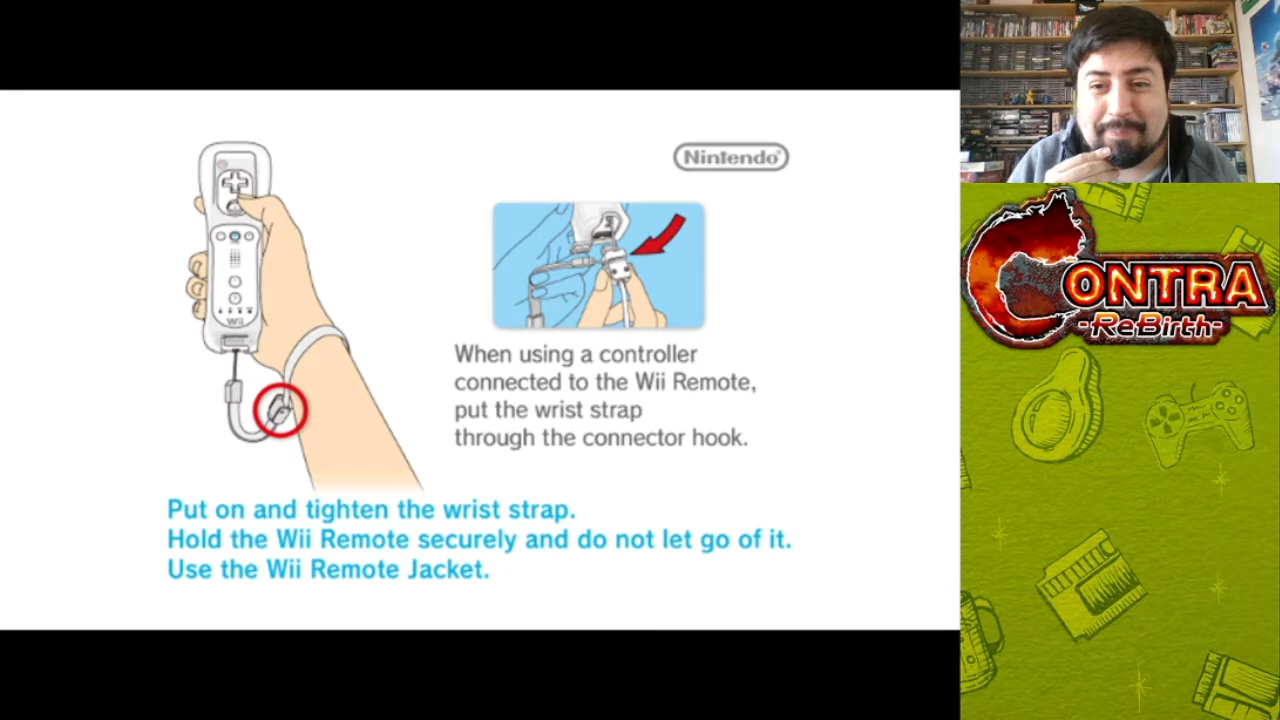 Nintendo®
Wii
When using a controller
connected to the Wii Remote,
put the wrist strap
through the connector hook.
Put on and tighten the wrist strap.
Hold the Wii Remote securely and do not let go of it.
Use the Wii Remote Jacket.
CONTRA
-ReBirth-